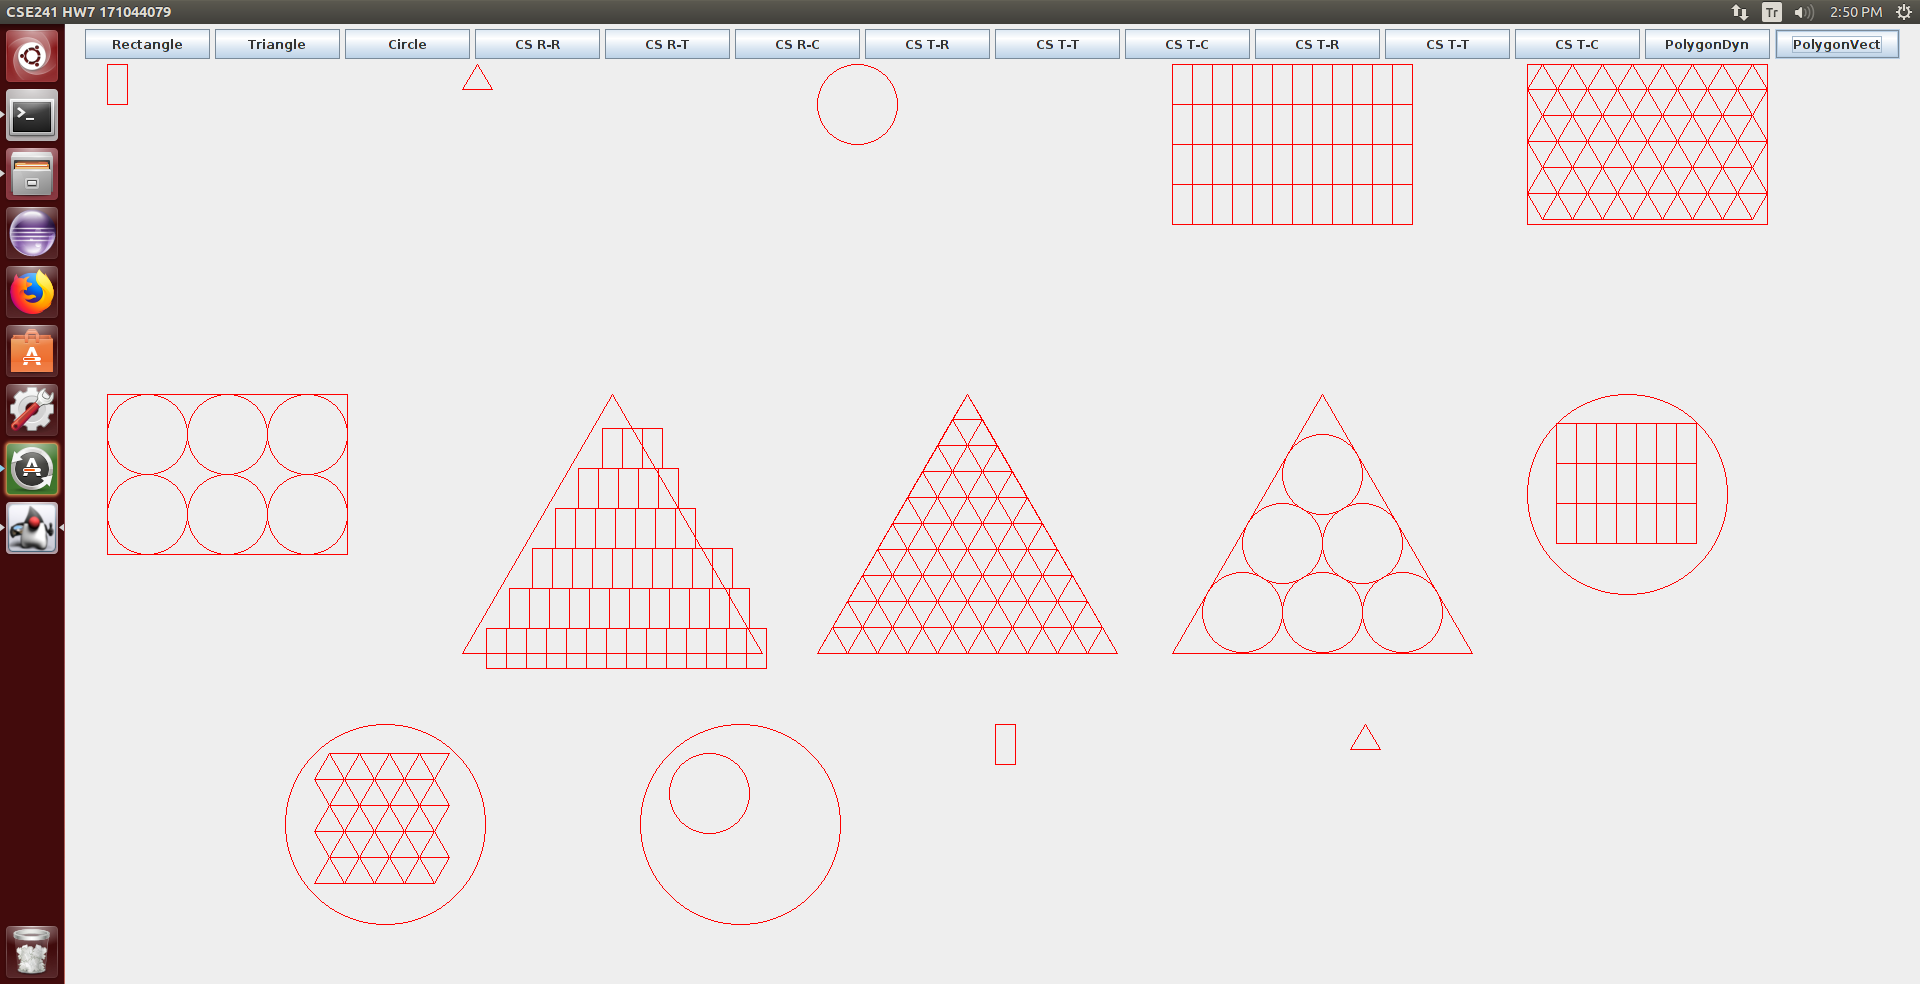 CSE241 HW7 171044079
Tr
2:50 PM
Rectangle
Triangle
Circle
CS R-R
CS R-T
CS R-C
CS T-R
CS T-T
CS T-C
CS T-R
CS T-T
CS T-C
PolygonDyn
PolygonVect